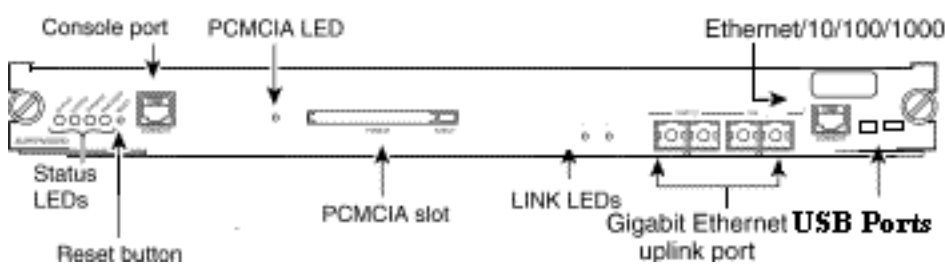 Console port
PCMCIA LED
Ethernet/10/100/1000
Status
LEDs
Reset button
PCMCIA slot
LINK LEDs
Gigabit Ethernet
uplink port
USB Ports